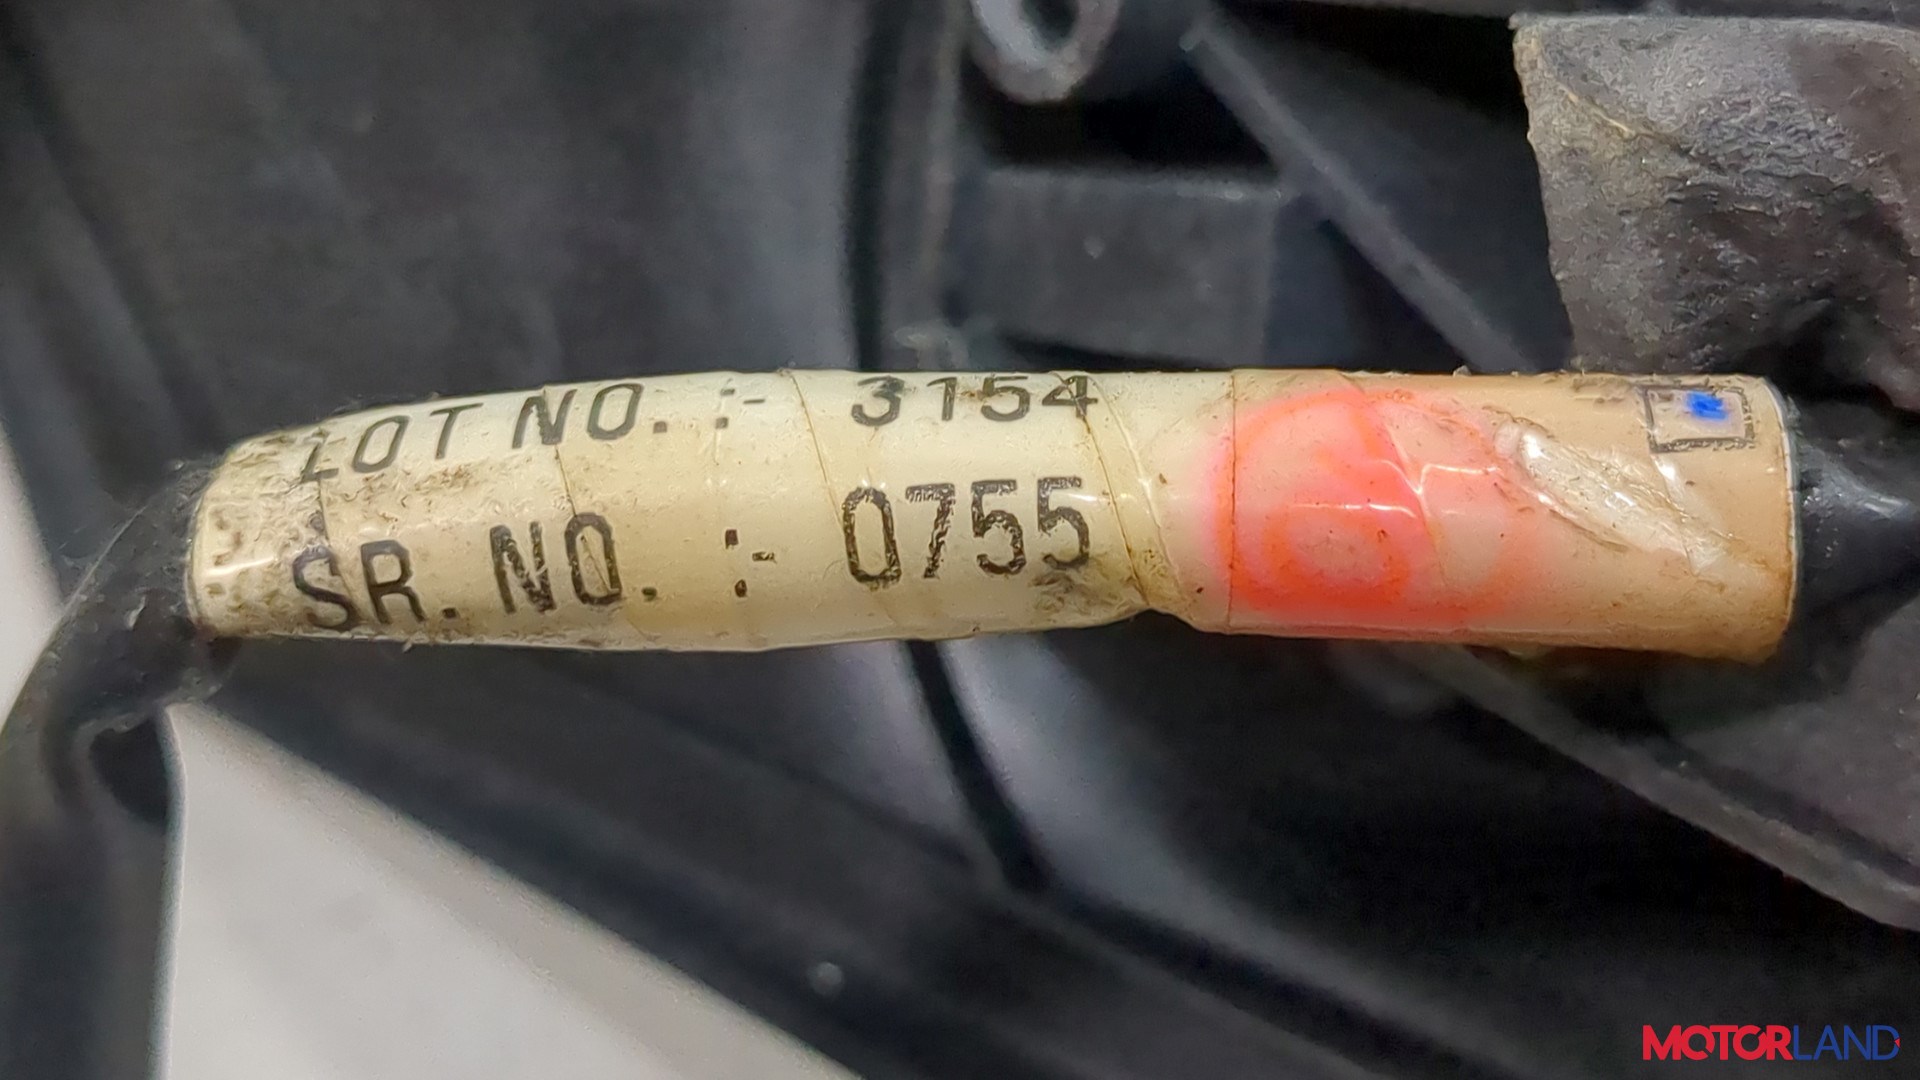 LOT NO. :- 3154
SR. NO. :- 0755
MOTORLAND